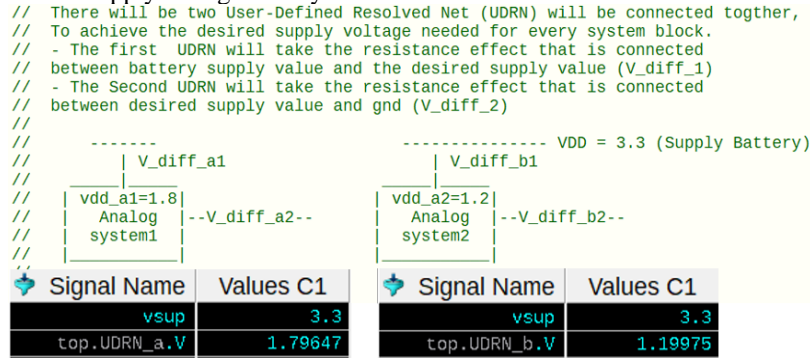 //  There will be two User-Defined Resolved Net (UDRN) will be connected togther,
//  To achieve the desired supply voltage needed for every system block.
//  - The first  UDRN will take the resistance effect that is connected
//  between battery supply value and the desired supply value (V_diff_1)
//  - The Second UDRN will take the resistance effect that is connected
//  between desired supply value and gnd (V_diff_2)
//
//      -------                        --------------- VDD = 3.3 (Supply Battery)
//         | V_diff_a1                    | V_diff_b1
//    _____|_____                    _____|_____
//   | vdd_a1=1.8|                  | vdd_a2=1.2|
//   |   Analog  |--V_diff_a2--     |   Analog  |--V_diff_b2--
//   |  system1  |                  |  system2  |
//   |___________|                  |___________|
Signal Name Values C1 Signal Name Values C1
vsup 3.3 vsup 3.3
top.UDRN_a.V 1.79647 top.UDRN_b.V 1.19975